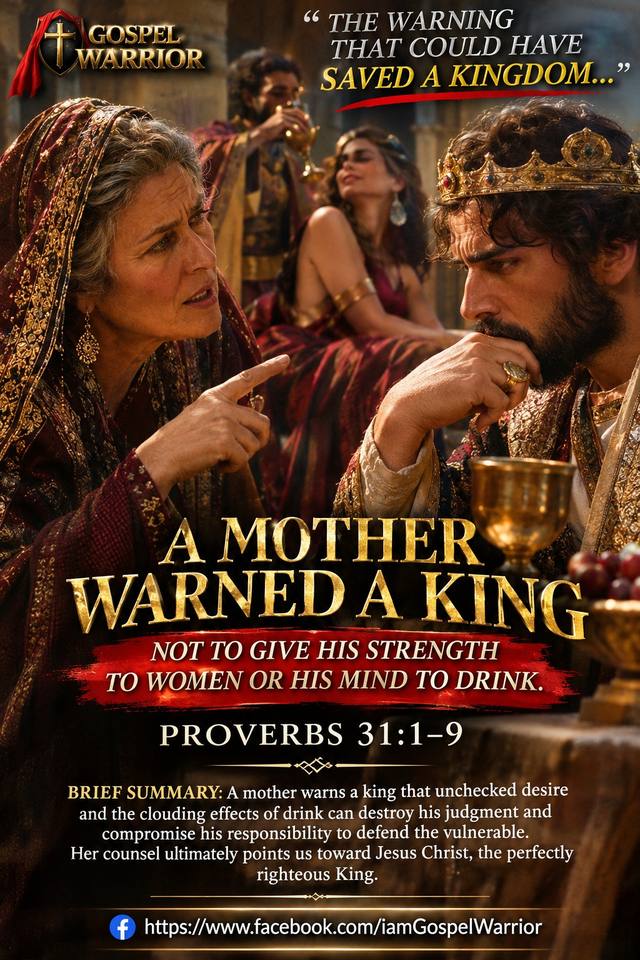 GOSPEL
WARRIOR
“ THE WARNING
THAT COULD HAVE
SAVED A KINGDOM...”
A MOTHER
WARNED A KING
NOT TO GIVE HIS STRENGTH
TO WOMEN OR HIS MIND TO DRINK.
PROVERBS 31:1–9
BRIEF SUMMARY: A mother warns a king that unchecked desire
and the clouding effects of drink can destroy his judgment and
compromise his responsibility to defend the vulnerable.
Her counsel ultimately points us toward Jesus Christ, the perfectly
righteous King.
https://www.facebook.com/iamGospelWarrior